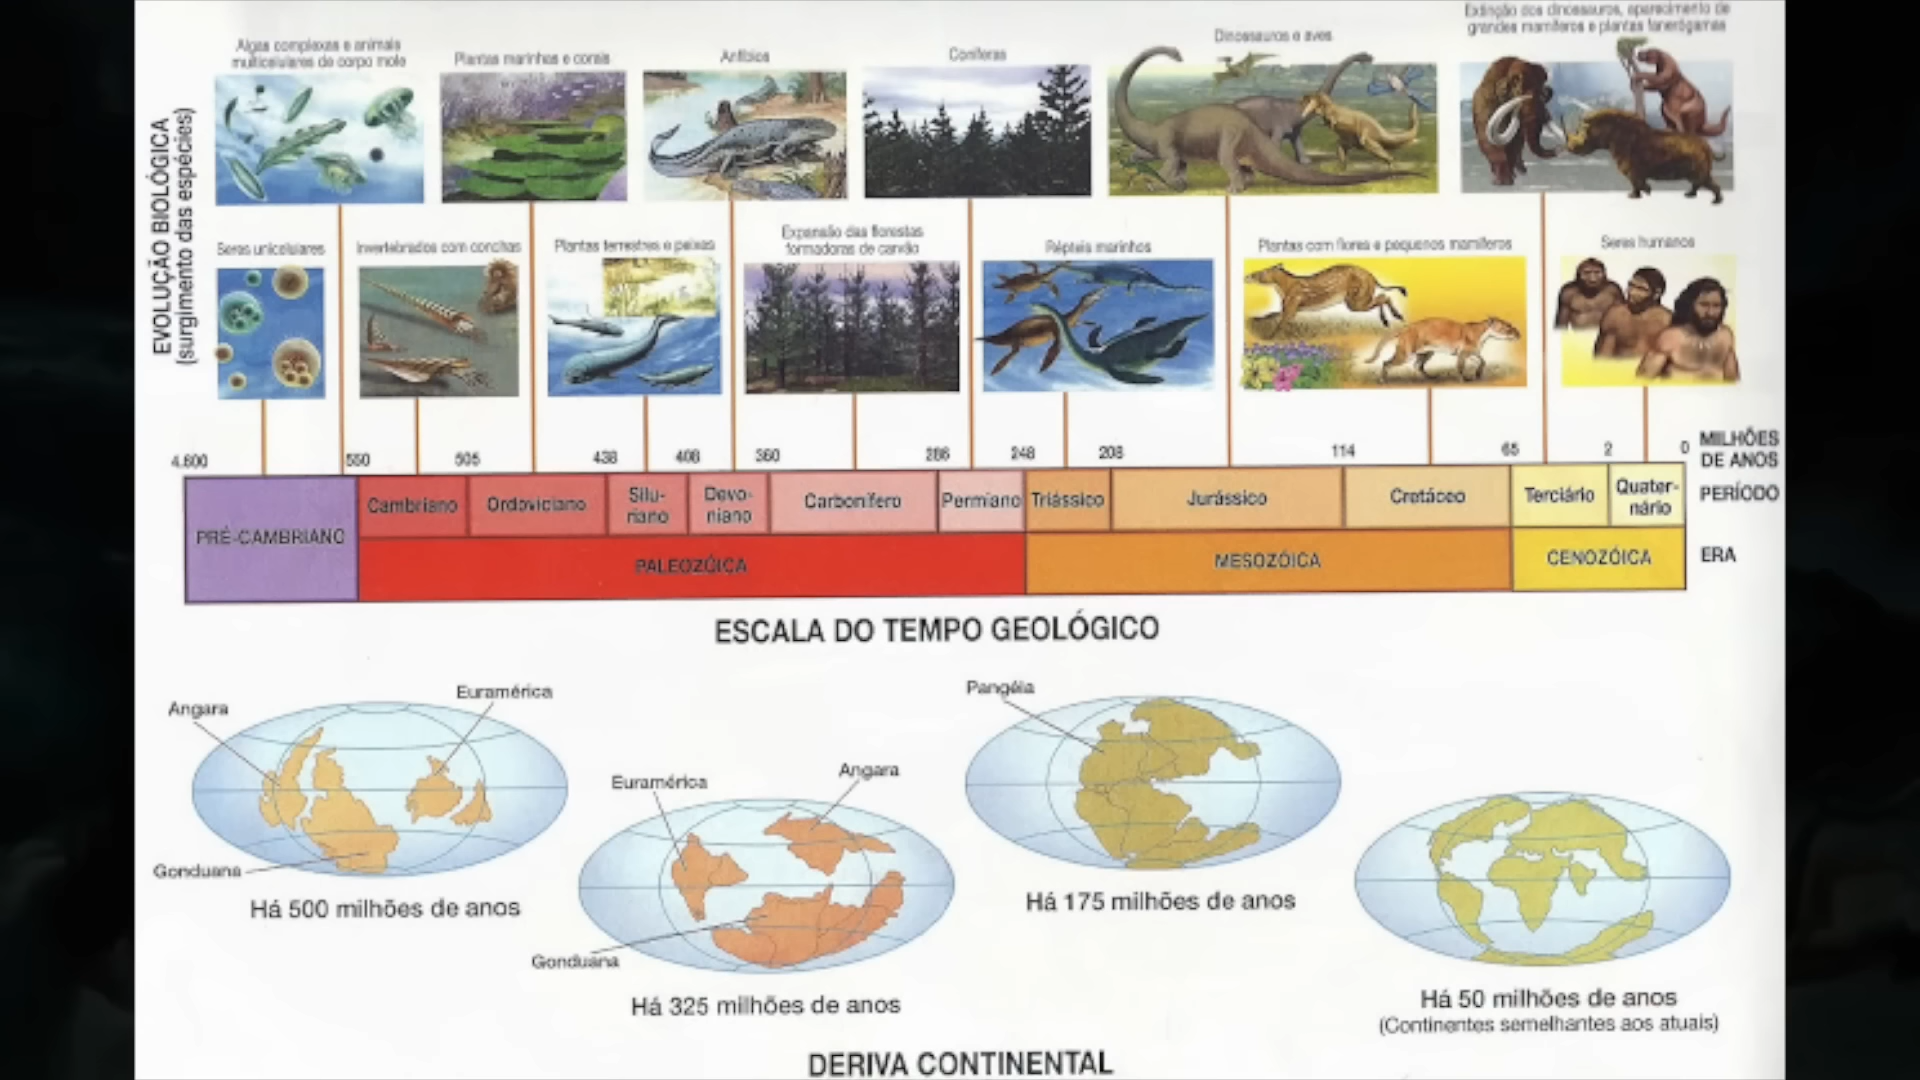 Extinção dos dinossauros, aparecimento de
grandes mamíferos e plantas fanerógamas
Algas complexas e animais
multicelulares de corpo mole
Plantas marinhas e corais
Anfíbios
Coníferas
Dinossauros e aves
EVOLUÇÃO BIOLÓGICA
(surgimento das espécies)
Seres unicelulares
Invertebrados com conchas
Plantas terrestres e peixes
Expansão das florestas
formadoras de carvão
Répteis marinhos
Plantas com flores e pequenos mamíferos
Seres humanos
4.600 550 505 438 408 360 286 248 208 114 65 2 0 MILHÕES
DE ANOS
Cambriano Ordoviciano Silu-
riano Devo-
niano Carbonífero Permiano Triássico Jurássico Cretáceo Terciário Quater-
nário PERÍODO
PRÉ-CAMBRIANO PALEOZÓICA MESOZÓICA CENOZÓICA ERA
ESCALA DO TEMPO GEOLÓGICO
Angara
Euramérica
Gonduana
Há 500 milhões de anos
Euramérica
Angara
Gonduana
Há 325 milhões de anos
Pangéia
Há 175 milhões de anos
Há 50 milhões de anos
(Continentes semelhantes aos atuais)
DERIVA CONTINENTAL